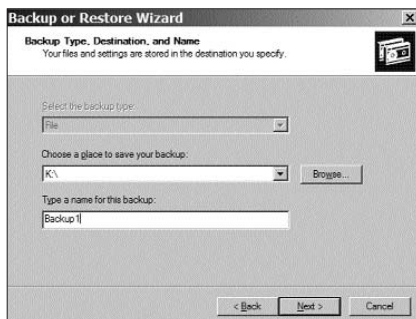 Backup or Restore Wizard
Backup Type, Destination, and Name
Your files and settings are stored in the destination you specify.
Select the backup type:
File
Choose a place to save your backup:
K:\
Browse...
Type a name for this backup:
Backup1
< Back
Next >
Cancel